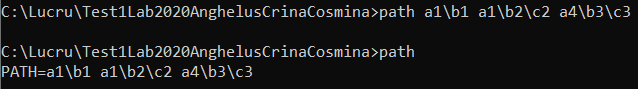 C:\Lucru\Test1Lab2020AnghelusCrinaCosmina>path a1\b1 a1\b2\c2 a4\b3\c3
C:\Lucru\Test1Lab2020AnghelusCrinaCosmina>path
PATH=a1\b1 a1\b2\c2 a4\b3\c3